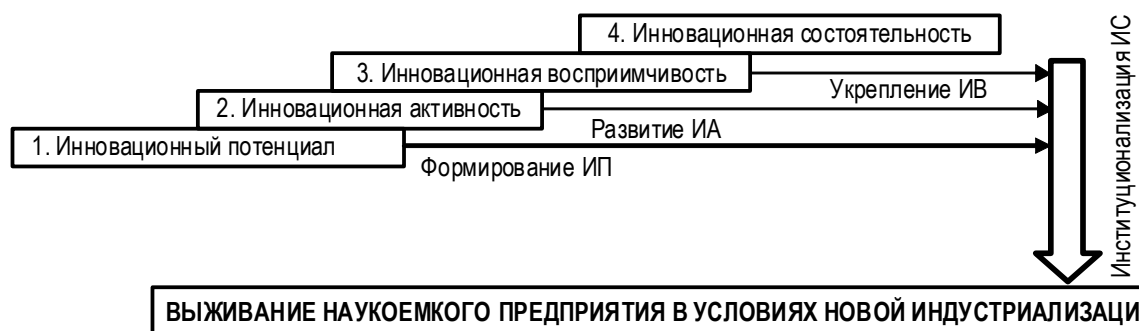 4. Инновационная состоятельность
3. Инновационная восприимчивость
Укрепление ИВ
2. Инновационная активность
Развитие ИА
1. Инновационный потенциал
Формирование ИП
Институционализация ИС
ВЫЖИВАНИЕ НАУКОЕМКОГО ПРЕДПРИЯТИЯ В УСЛОВИЯХ НОВОЙ ИНДУСТРИАЛИЗАЦИ